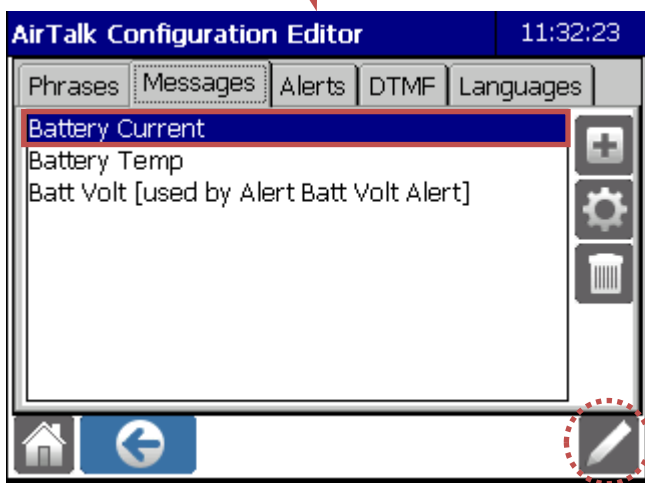 AirTalk Configuration Editor 11:32:23
Phrases Messages Alerts DTMF Languages
Battery Current
Battery Temp
Batt Volt [used by Alert Batt Volt Alert]